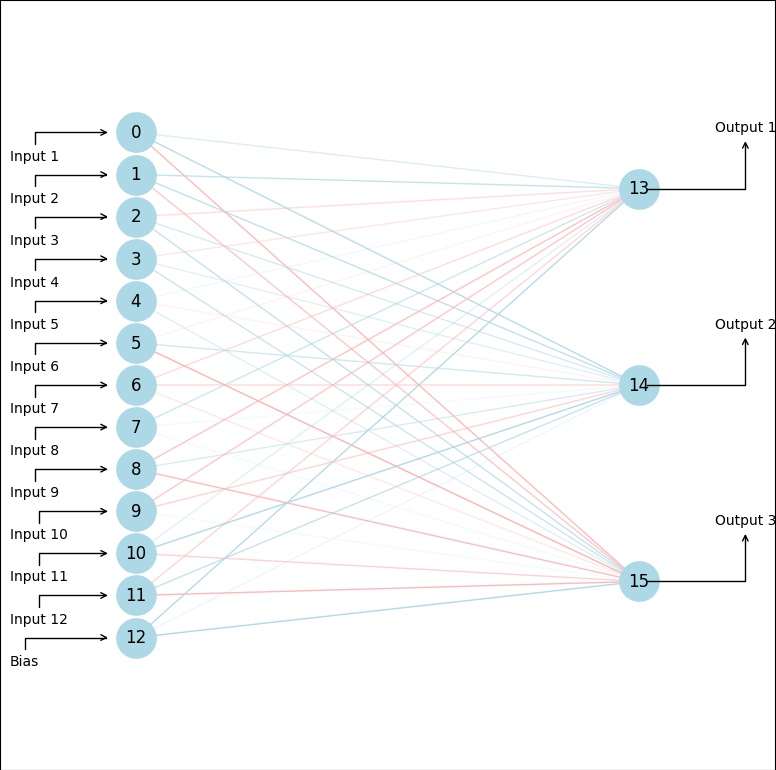 0
Input 1
1
Input 2
2
Input 3
3
Input 4
4
Input 5
5
Input 6
6
Input 7
7
Input 8
8
Input 9
9
Input 10
10
Input 11
11
Input 12
12
Bias
Output 1
13
Output 2
14
Output 3
15